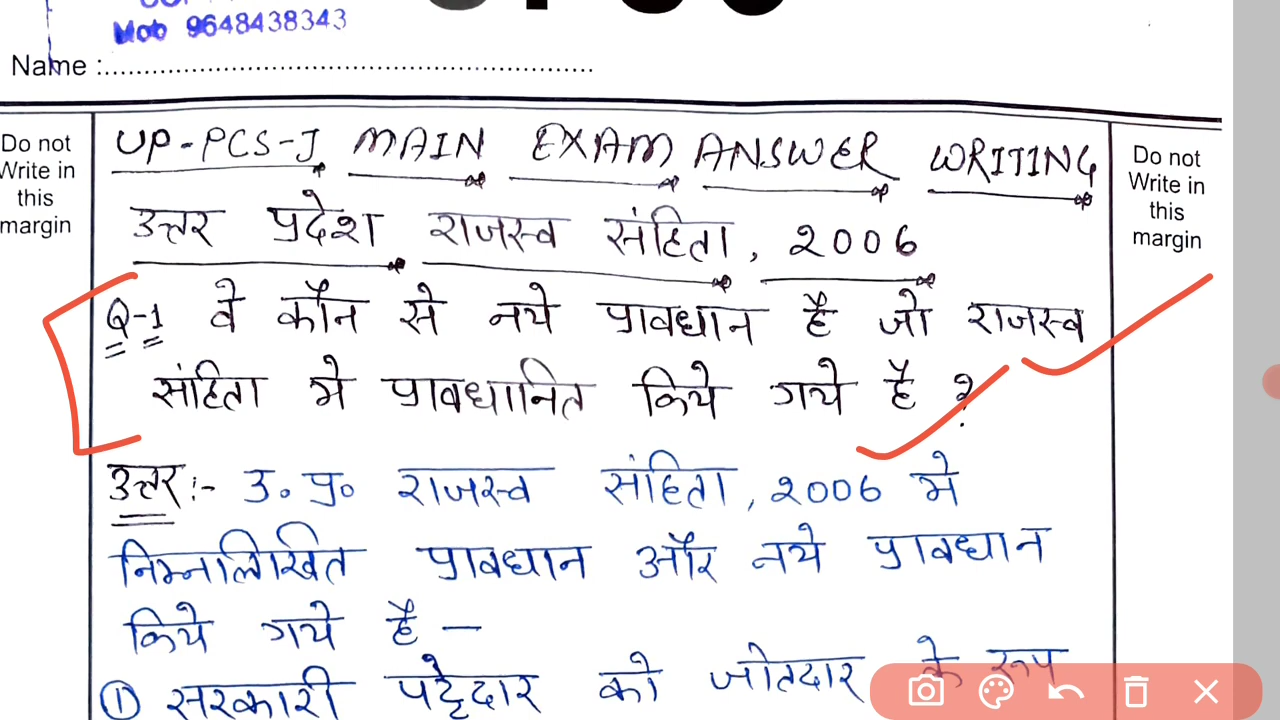 Mob 9648438343
Name :
Do not
Write in
this
margin
UP-PCS-J MAIN EXAM ANSWER WRITING
Do not
Write in
this
margin
उत्तर प्रदेश राजस्व संहिता, 2006
Q-1 वे कौन से नये प्रावधान है जो राजस्व
संहिता मे प्रावधानित किये गये है ?
उत्तर:- उ. प्र० राजस्व संहिता, 2006 मे
निम्नलिखित प्रावधान और नये प्रावधान
किये गये है —
① सरकारी पट्टेदार को जोतदार के रूप